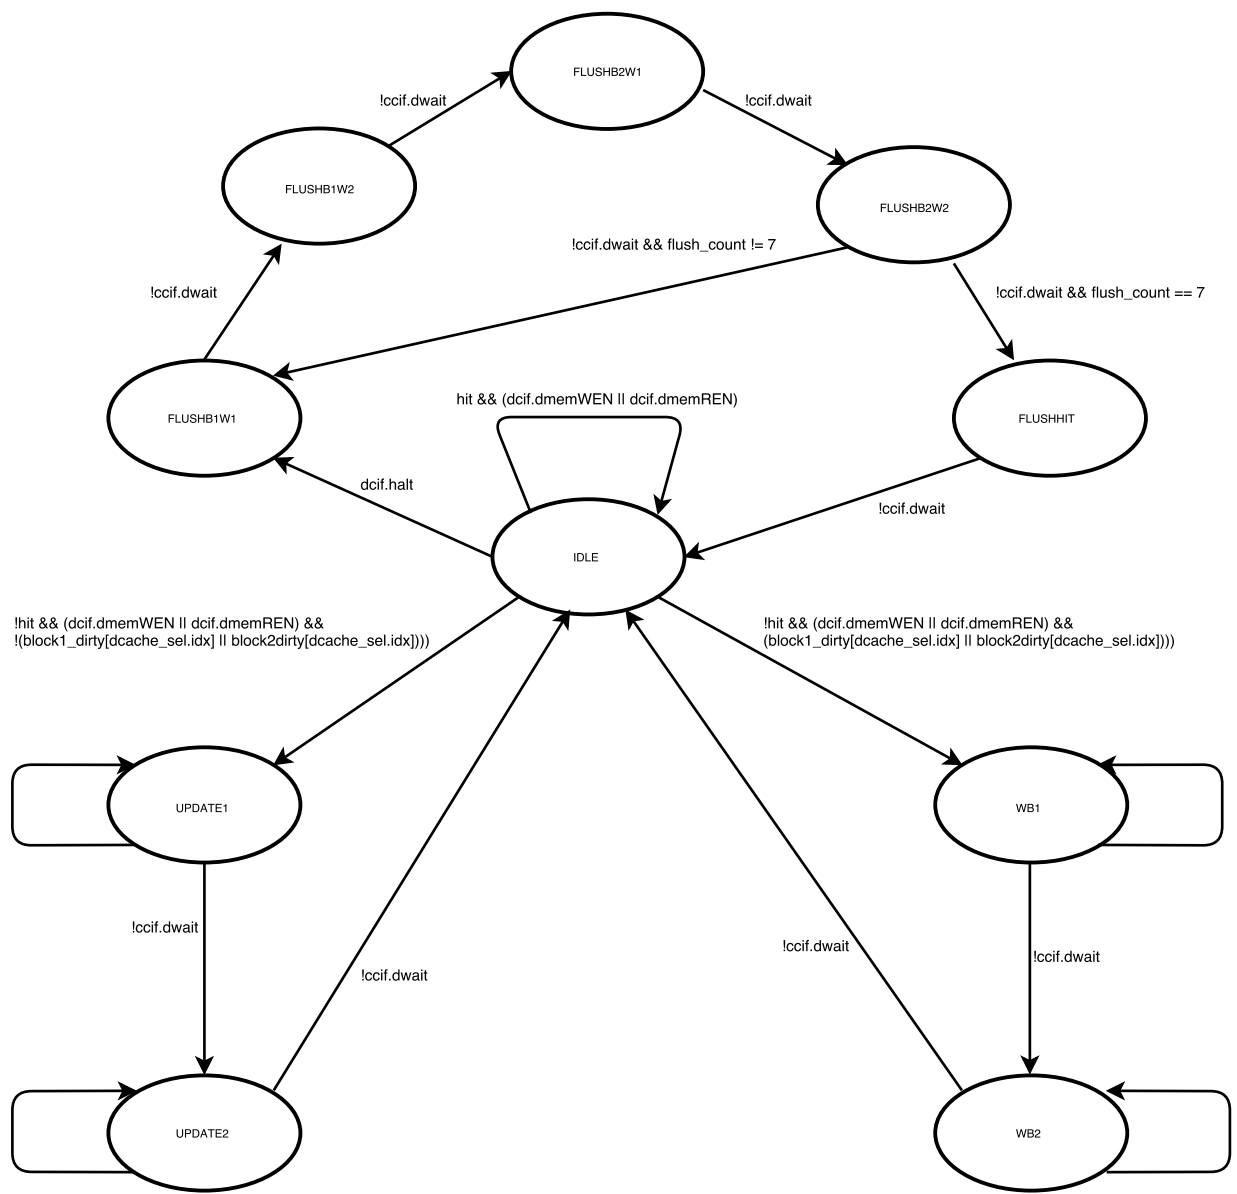 FLUSHB2W1
!ccif.dwait
!ccif.dwait
FLUSHB1W2
FLUSHB2W2
!ccif.dwait && flush_count != 7
!ccif.dwait
!ccif.dwait && flush_count == 7
hit && (dcif.dmemWEN || dcif.dmemREN)
FLUSHB1W1
FLUSHHIT
dcif.halt
!ccif.dwait
IDLE
!hit && (dcif.dmemWEN || dcif.dmemREN) &&
!(block1_dirty[dcache_sel.idx] || block2dirty[dcache_sel.idx])))
!hit && (dcif.dmemWEN || dcif.dmemREN) &&
(block1_dirty[dcache_sel.idx] || block2dirty[dcache_sel.idx])))
UPDATE1
WB1
!ccif.dwait
!ccif.dwait
!ccif.dwait
!ccif.dwait
UPDATE2
WB2